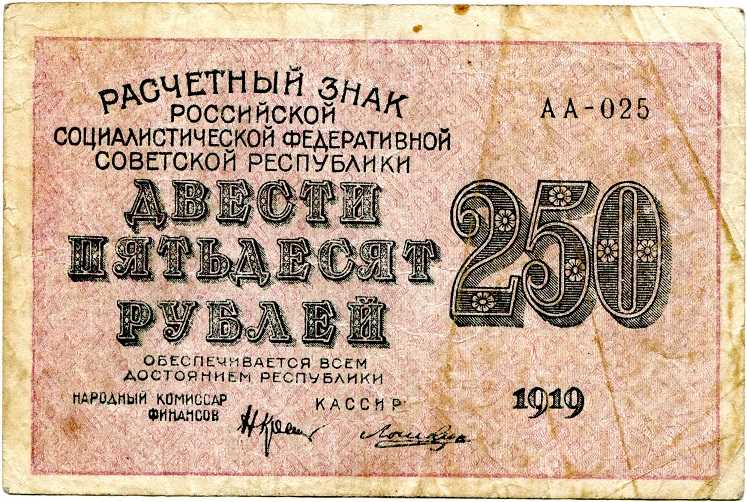 РАСЧЕТНЫЙ ЗНАК
РОССИЙСКОЙ
СОЦИАЛИСТИЧЕСКОЙ ФЕДЕРАТИВНОЙ
СОВЕТСКОЙ РЕСПУБЛИКИ
АА-025
ДВЕСТИ
ПЯТЬДЕСЯТ
РУБЛЕЙ
250
ОБЕСПЕЧИВАЕТСЯ ВСЕМ
ДОСТОЯНИЕМ РЕСПУБЛИКИ
НАРОДНЫЙ КОМИССАР
ФИНАНСОВ
КАССИР
1919